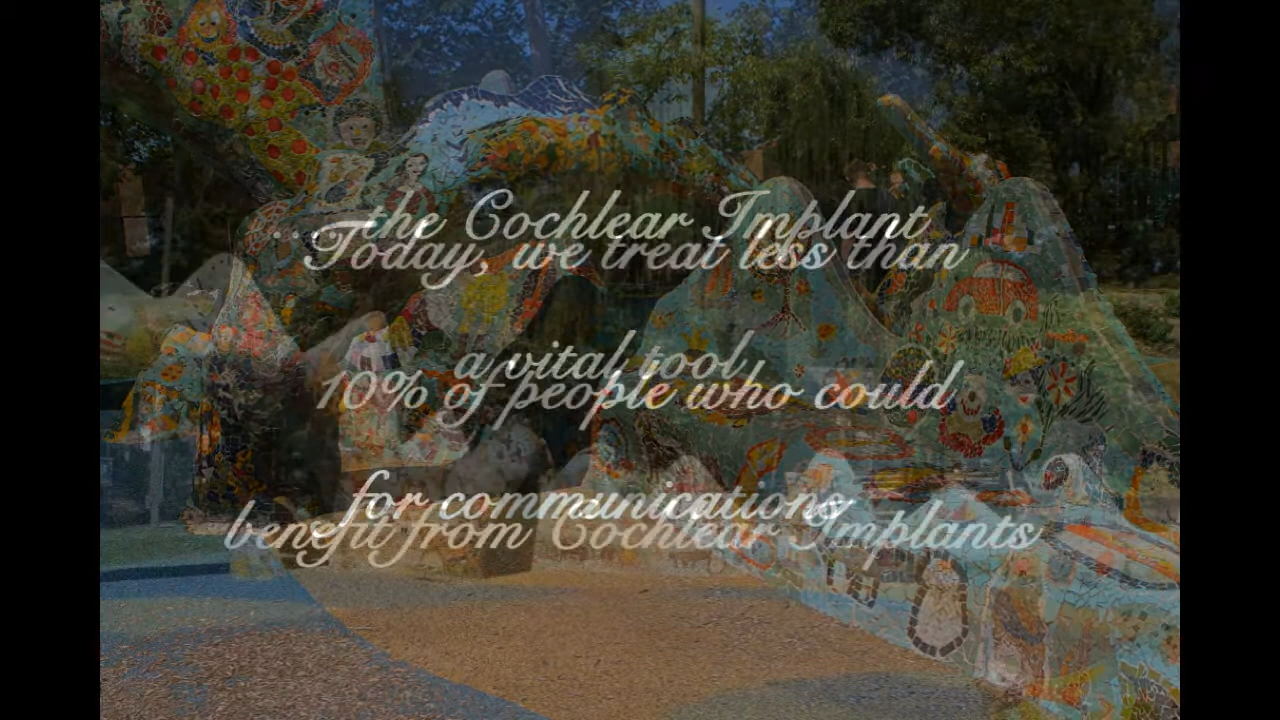 .... the Cochlear Implant
Today, we treat less than
a vital tool
10% of people who could
for communications
benefit from Cochlear Implants